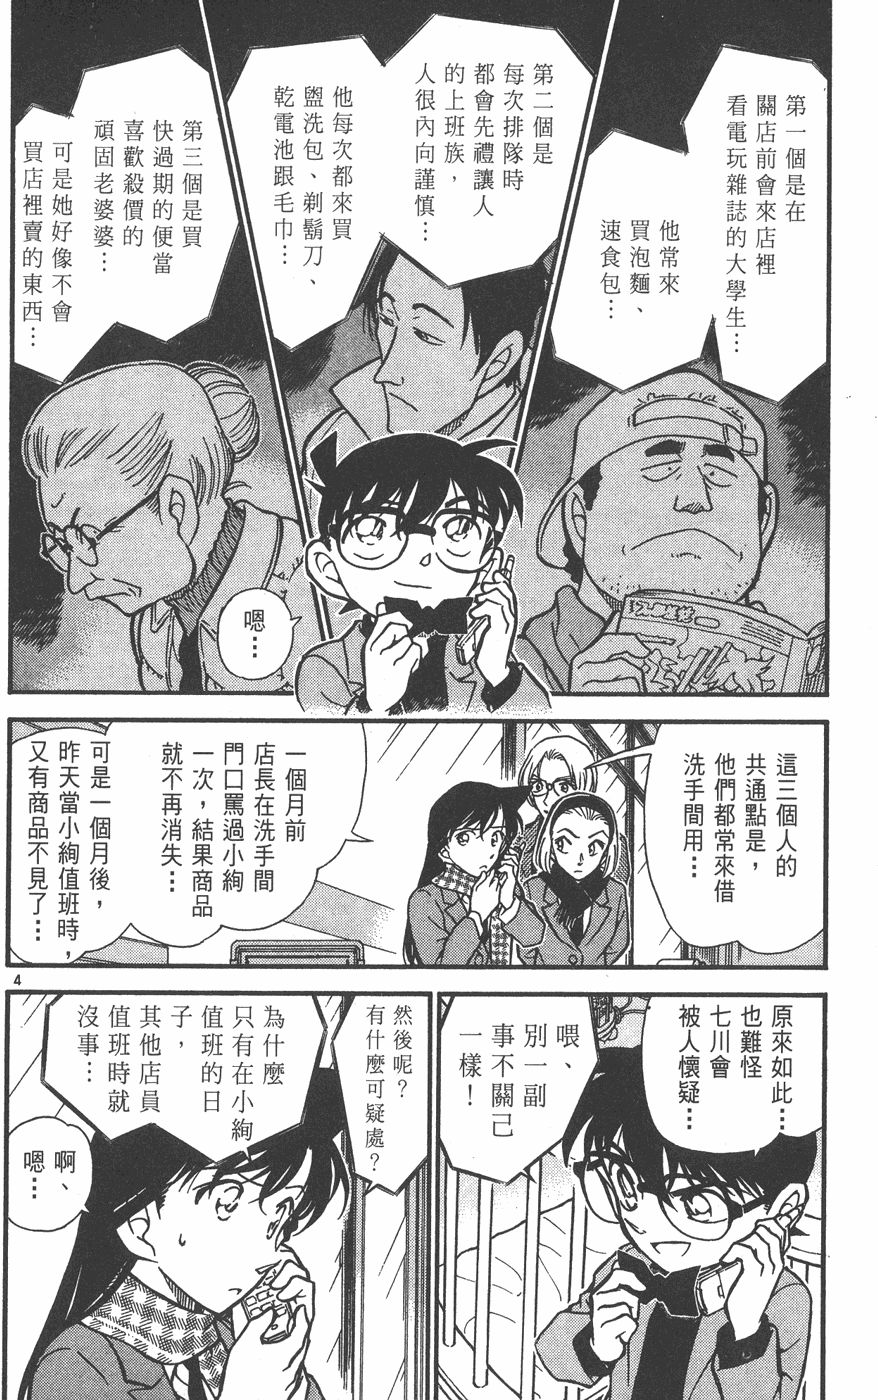 第一個是在
關店前會來店裡
看電玩雜誌的大學生…
他常來
買泡麵、
速食包…
第二個是
每次排隊時
都會先禮讓人
的上班族，
人很內向謹慎…
他每次都來買
盥洗包、剃鬍刀、
乾電池跟毛巾…
第三個是買
快過期的便當
喜歡殺價的
頑固老婆婆…
可是她好像不會
買店裡賣的東西…
嗯…
這三個人的
共通點是，
他們都常來借
洗手間用…
一個月前
店長在洗手間
門口罵過小絢
一次，結果商品
就不再消失…
可是一個月後，
昨天當小絢值班時，
又有商品不見了…
4
原來如此…
也難怪
七川會
被人懷疑…
喂、
別一副
事不關己
一樣！
然後呢？
有什麼可疑處？
為什麼
只有在小絢
值班的日
子，
其他店員
值班時就
沒事…
啊、
嗯…